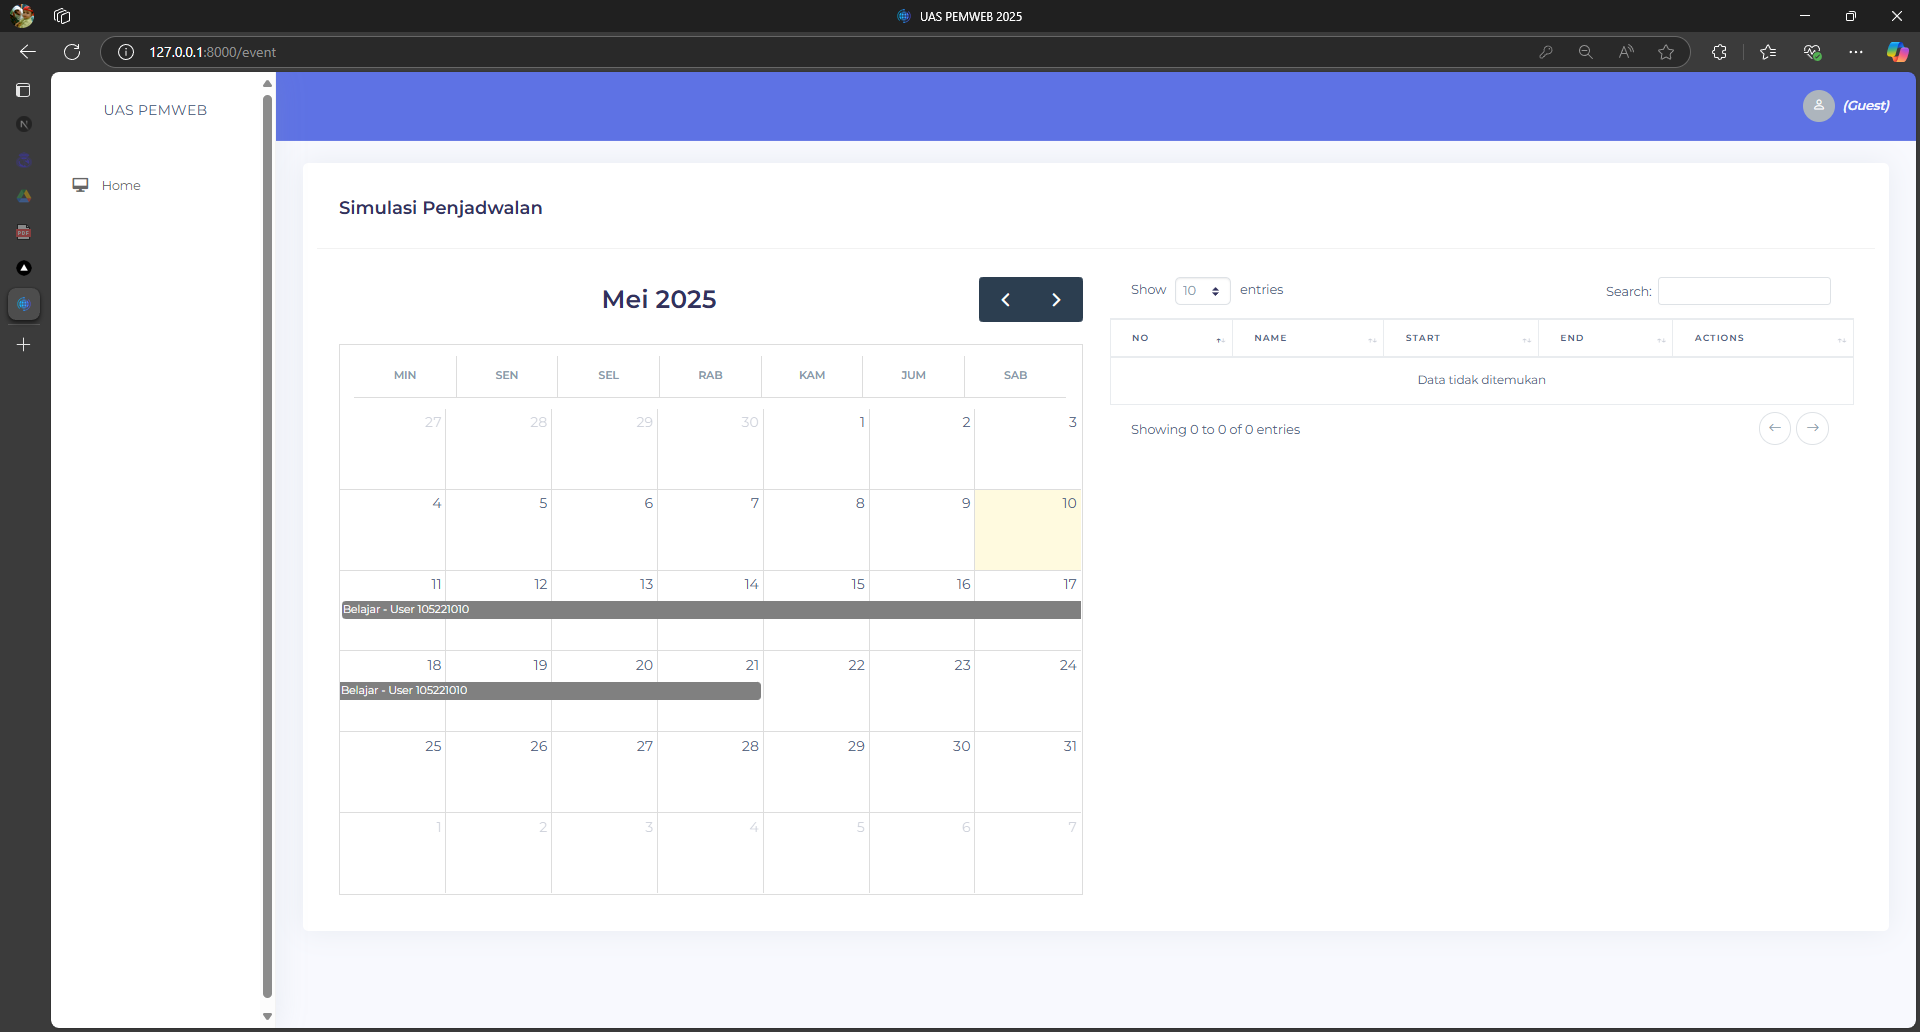 UAS PEMWEB 2025
127.0.0.1:8000/event
UAS PEMWEB
(Guest)
Home
Simulasi Penjadwalan
Mei 2025
MIN SEN SEL RAB KAM JUM SAB
27 28 29 30 1 2 3
4 5 6 7 8 9 10
11 12 13 14 15 16 17
Belajar - User 105221010
18 19 20 21 22 23 24
Belajar - User 105221010
25 26 27 28 29 30 31
1 2 3 4 5 6 7
Show 10 entries
Search:
NO NAME START END ACTIONS
Data tidak ditemukan
Showing 0 to 0 of 0 entries